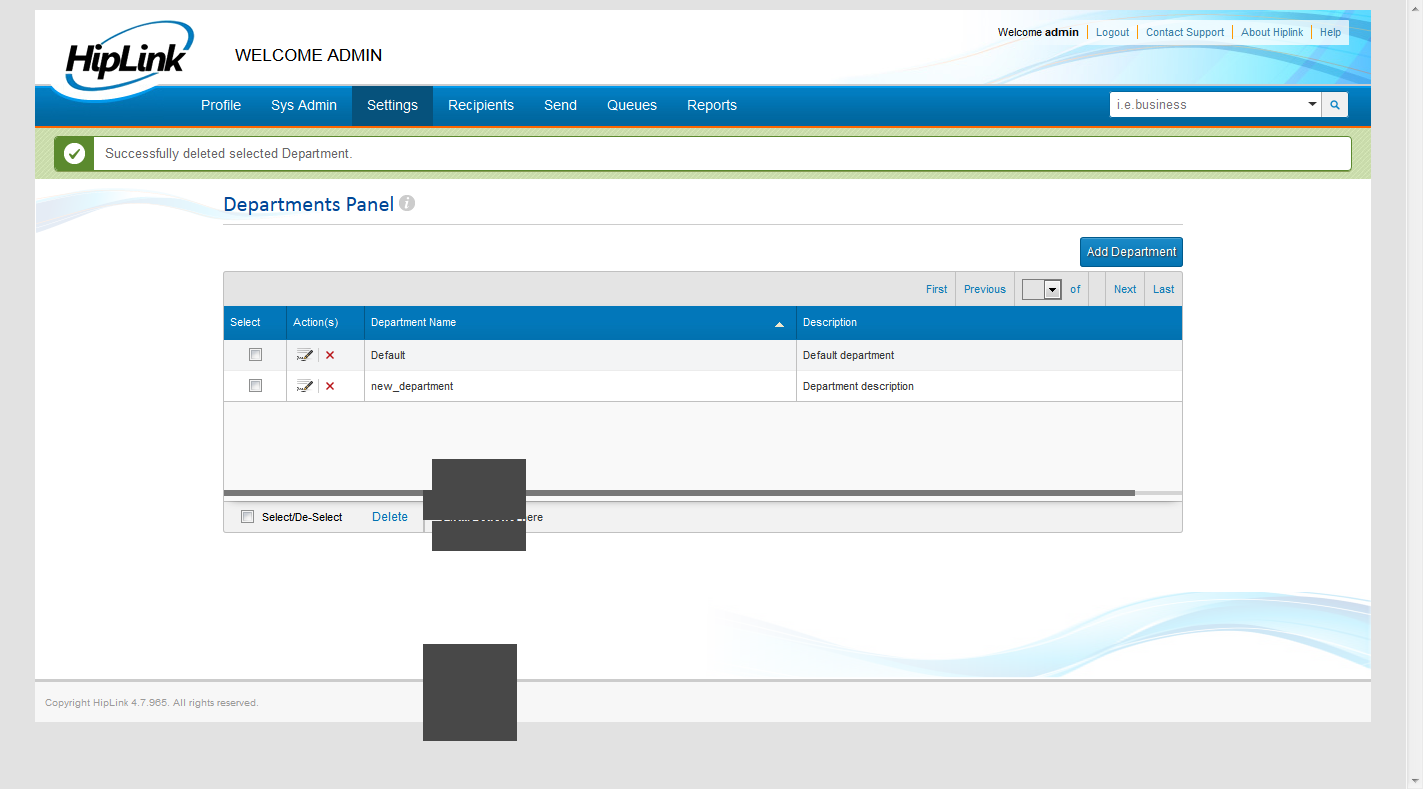 HipLink
WELCOME ADMIN
Welcome admin Logout Contact Support About Hiplink Help
Profile Sys Admin Settings Recipients Send Queues Reports i.e.business
Successfully deleted selected Department.
Departments Panel i
Add Department
First Previous of Next Last
Select Action(s) Department Name Description
Default Default department
new_department Department description
Select/De-Select Delete
Copyright HipLink 4.7.965. All rights reserved.